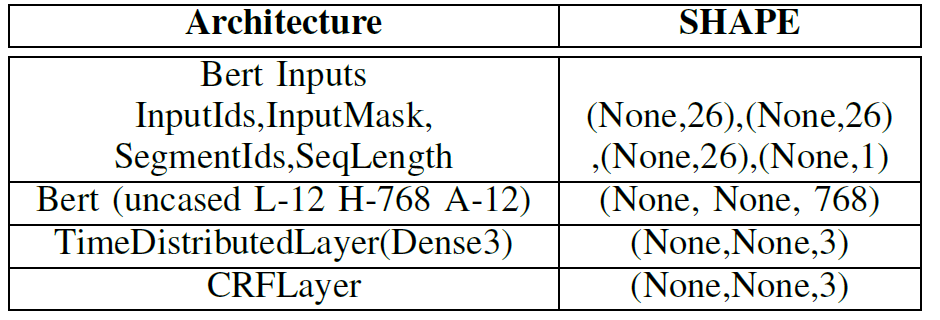 Architecture SHAPE
Bert Inputs
InputIds,InputMask, (None,26),(None,26)
SegmentIds,SeqLength ,(None,26),(None,1)
Bert (uncased L-12 H-768 A-12) (None, None, 768)
TimeDistributedLayer(Dense3) (None,None,3)
CRFLayer (None,None,3)